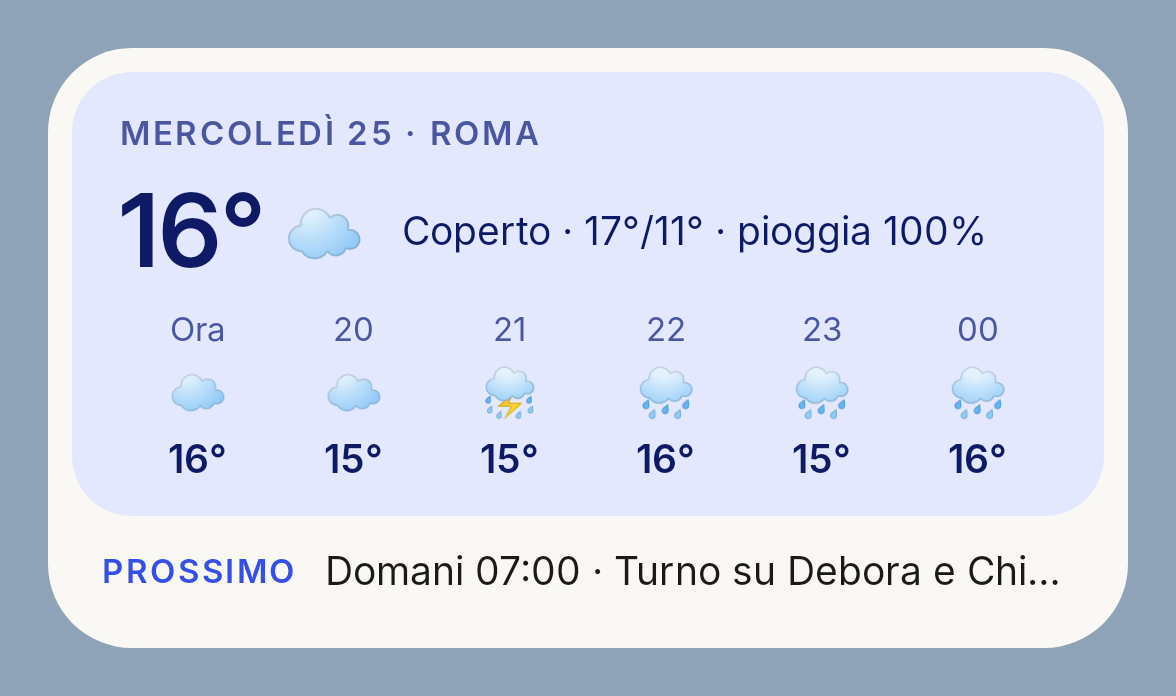 MERCOLEDÌ 25 · ROMA
16° Coperto · 17°/11° · pioggia 100%
Ora 20 21 22 23 00
16° 15° 15° 16° 15° 16°
PROSSIMO Domani 07:00 · Turno su Debora e Chi...